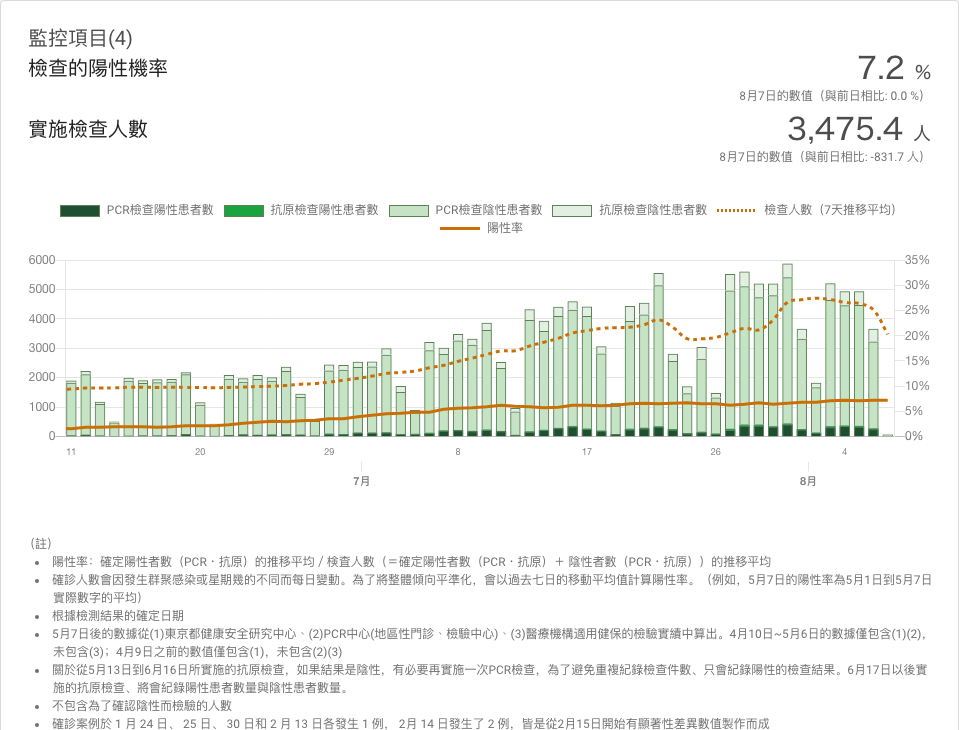 監控項目(4)
檢查的陽性機率
7.2 %
8月7日的數值（與前日相比: 0.0 %）
實施檢查人數
3,475.4 人
8月7日的數值（與前日相比: -831.7 人）
PCR檢查陽性患者數 抗原檢查陽性患者數 PCR檢查陰性患者數 抗原檢查陰性患者數 檢查人數（7天推移平均）
陽性率
6000 35%
5000 30%
4000 25%
3000 20%
2000 15%
1000 10%
0 5%
0%
11 20 29 8 17 26 4
7月 8月
（註）
• 陽性率：確定陽性者數（PCR・抗原）的推移平均 / 検査人數（＝確定陽性者數（PCR・抗原）＋ 陰性者數（PCR・抗原））的推移平均
• 確診人數會因發生群聚感染或星期幾的不同而每日變動。為了將整體傾向平準化，會以過去七日的移動平均值計算陽性率。（例如，5月7日的陽性率為5月1日到5月7日
實際數字的平均）
• 根據檢測結果的確定日期
• 5月7日後的數據從(1)東京都健康安全研究中心、(2)PCR中心(地區性門診、檢驗中心)、(3)醫療機構適用健保的檢驗實績中算出。4月10日~5月6日的數據僅包含(1)(2)，
未包含(3)；4月9日之前的數值僅包含(1)，未包含(2)(3)
• 關於從5月13日到6月16日所實施的抗原檢查，如果結果是陰性，有必要再實施一次PCR檢查，為了避免重複紀錄檢查件數、只會紀錄陽性的檢查結果。6月17日以後實
施的抗原檢查、將會紀錄陽性患者數量與陰性患者數量。
• 不包含為了確認陰性而檢驗的人數
• 確診案例於 1 月 24 日、 25 日、 30 日和 2 月 13 日各發生 1 例， 2月 14 日發生了 2 例，皆是從2月15日開始有顯著性差異數值製作而成